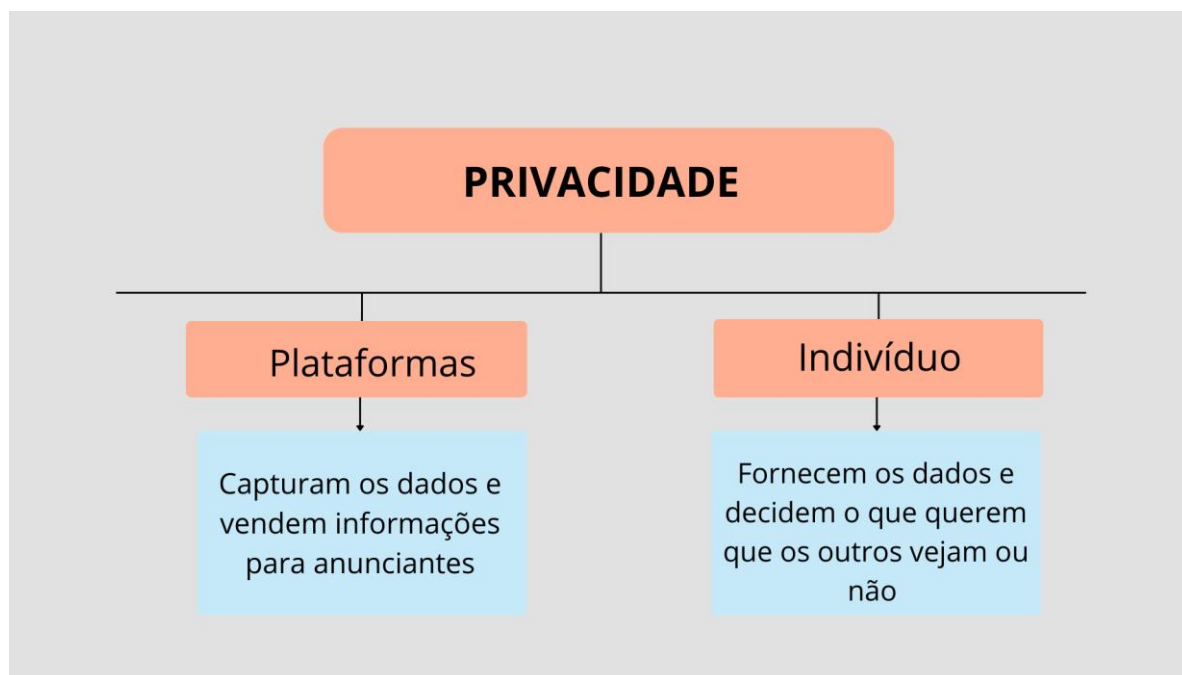 PRIVACIDADE
Plataformas
Capturam os dados e
vendem informações
para anunciantes
Indivíduo
Fornecem os dados e
decidem o que querem
que os outros vejam ou
não